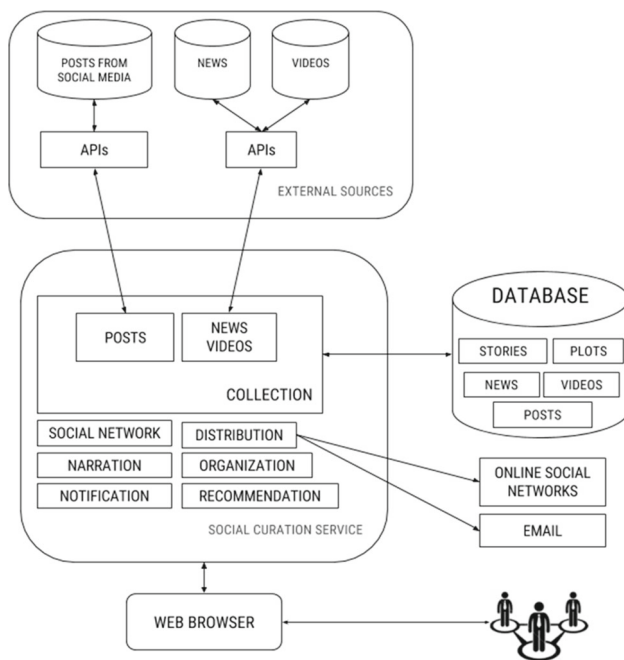 POSTS FROM
SOCIAL MEDIA
NEWS
VIDEOS
APIs
APIs
EXTERNAL SOURCES
POSTS
NEWS
VIDEOS
COLLECTION
SOCIAL NETWORK
DISTRIBUTION
NARRATION
ORGANIZATION
NOTIFICATION
RECOMMENDATION
SOCIAL CURATION SERVICE
DATABASE
STORIES
PLOTS
NEWS
VIDEOS
POSTS
ONLINE SOCIAL
NETWORKS
EMAIL
WEB BROWSER